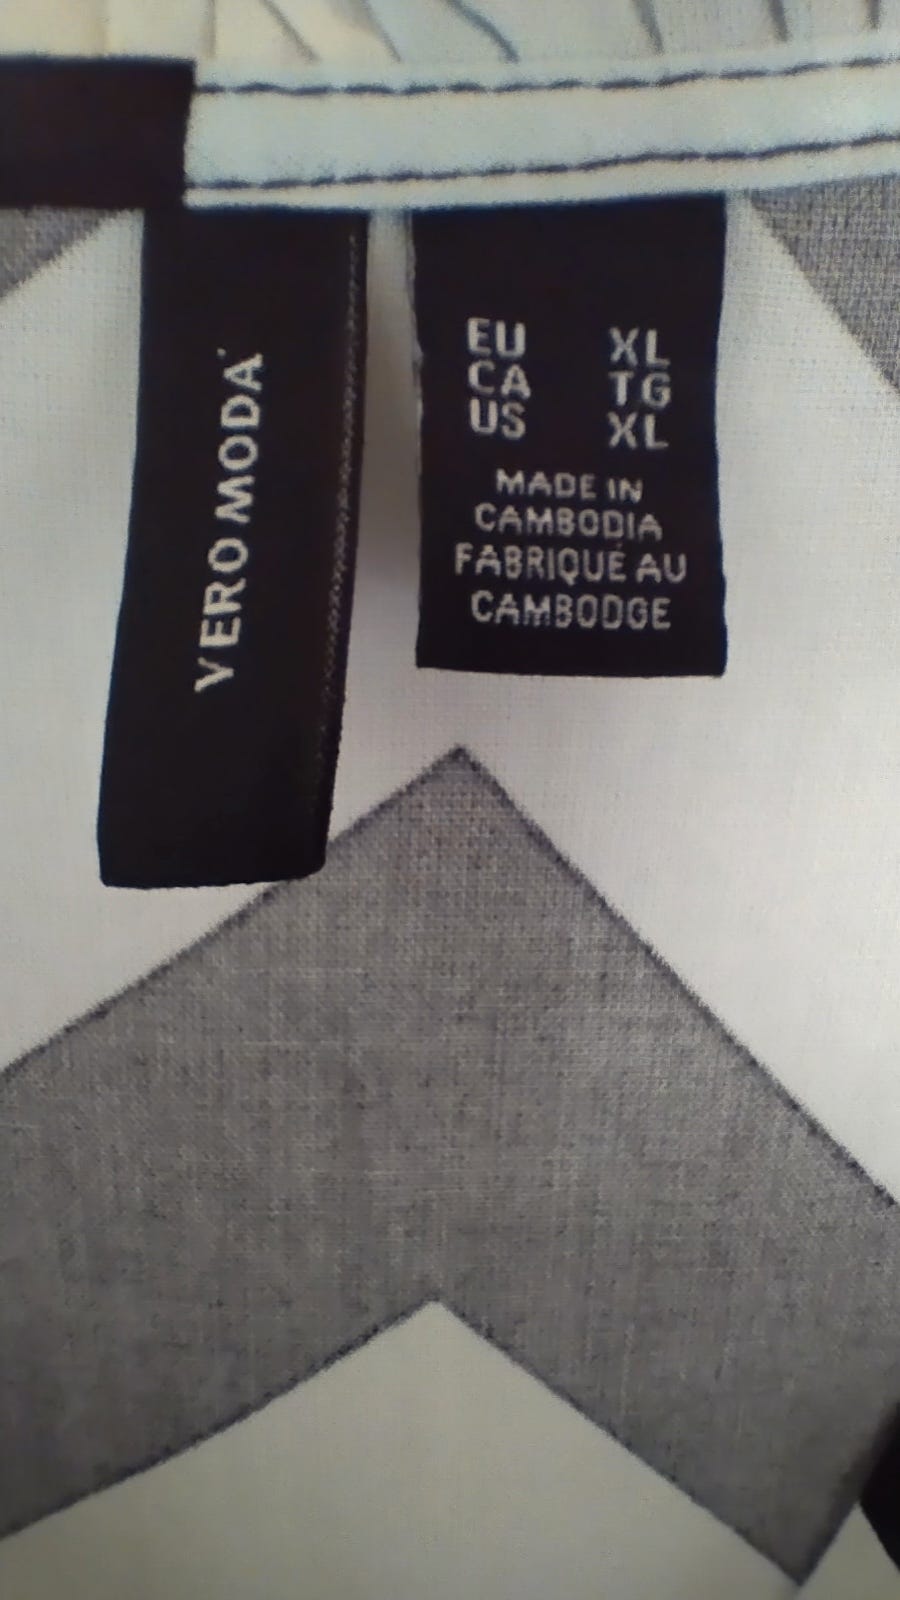 VERO MODA
EU XL
CA TG
US XL
MADE IN
CAMBODIA
FABRIQUÉ AU
CAMBODGE